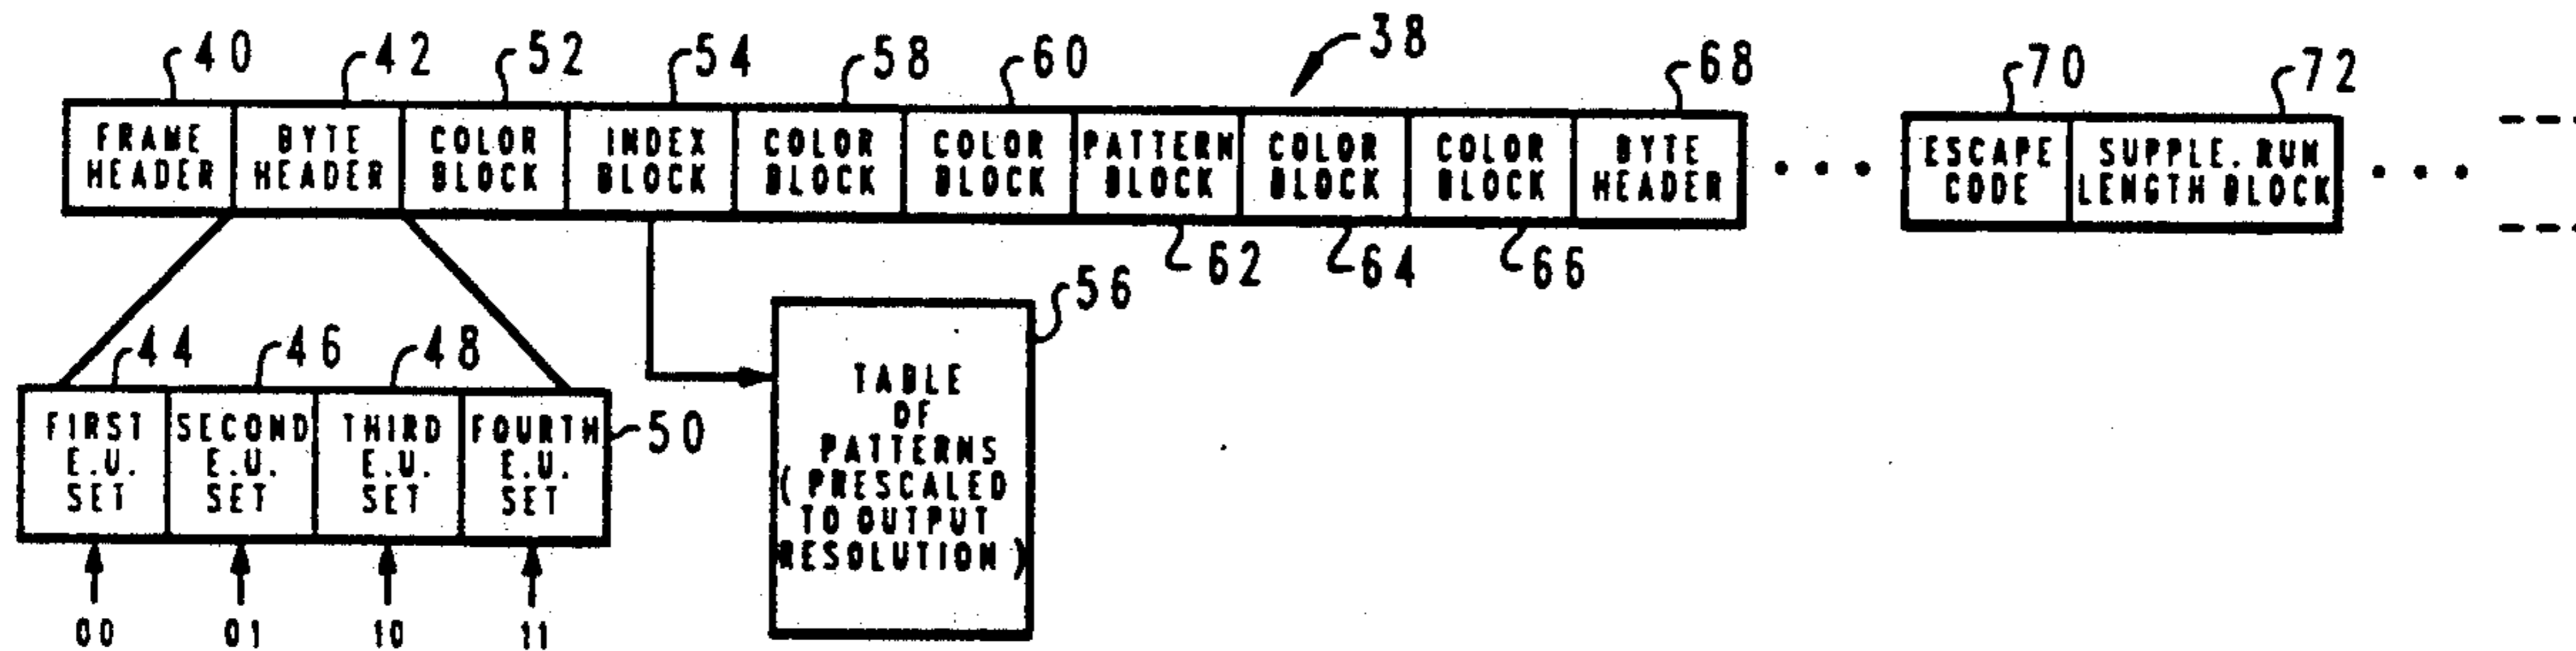 40 42 52 54 58 60 38 68 70 72
FRAME HEADER
BYTE HEADER
COLOR BLOCK
INDEX BLOCK
COLOR BLOCK
COLOR BLOCK
PATTERN BLOCK
COLOR BLOCK
COLOR BLOCK
BYTE HEADER
ESCAPE CODE
SUPPLE. RUN LENGTH BLOCK
62 64 66
56
44 46 48
FIRST E.U. SET
SECOND E.U. SET
THIRD E.U. SET
FOURTH E.U. SET
50
TABLE
OF
PATTERNS
( PRESCALED
TO OUTPUT
RESOLUTION )
00 01 10 11